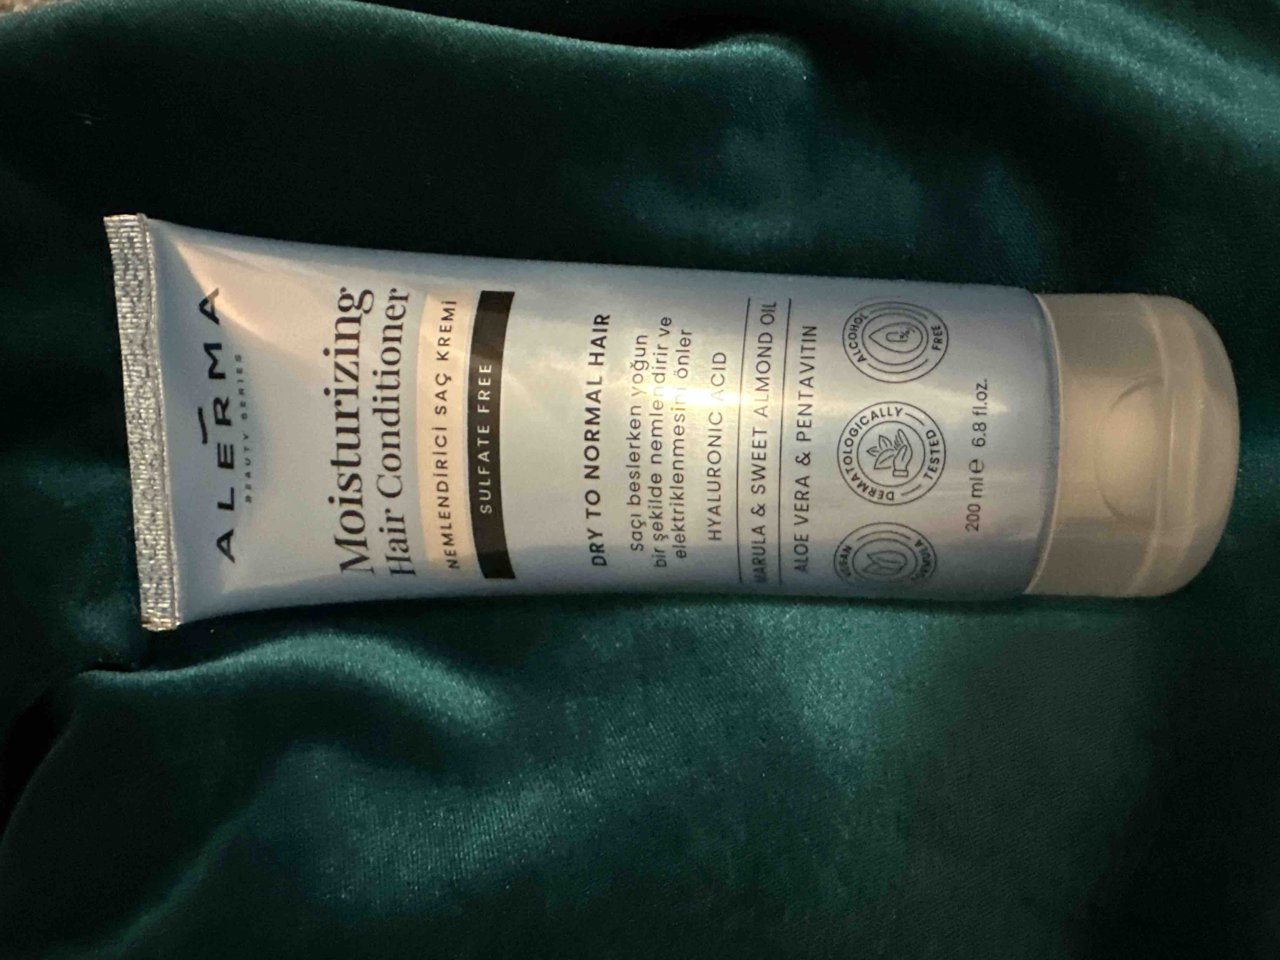 ALĒRMA
BEAUTY SERIES
Moisturizing
Hair Conditioner
NEMLENDİRİCİ SAÇ KREMİ
SULFATE FREE
DRY TO NORMAL HAIR
Saçı beslerken yoğun
bir şekilde nemlendirir ve
elektriklenmesini önler
HYALURONIC ACID
MARULA & SWEET ALMOND OIL
ALOE VERA & PENTAVITIN
VEGAN
FORMULA
DERMATOLOGICALLY
TESTED
ALCOHOL
FREE
200 ml℮ 6.8 fl.oz.